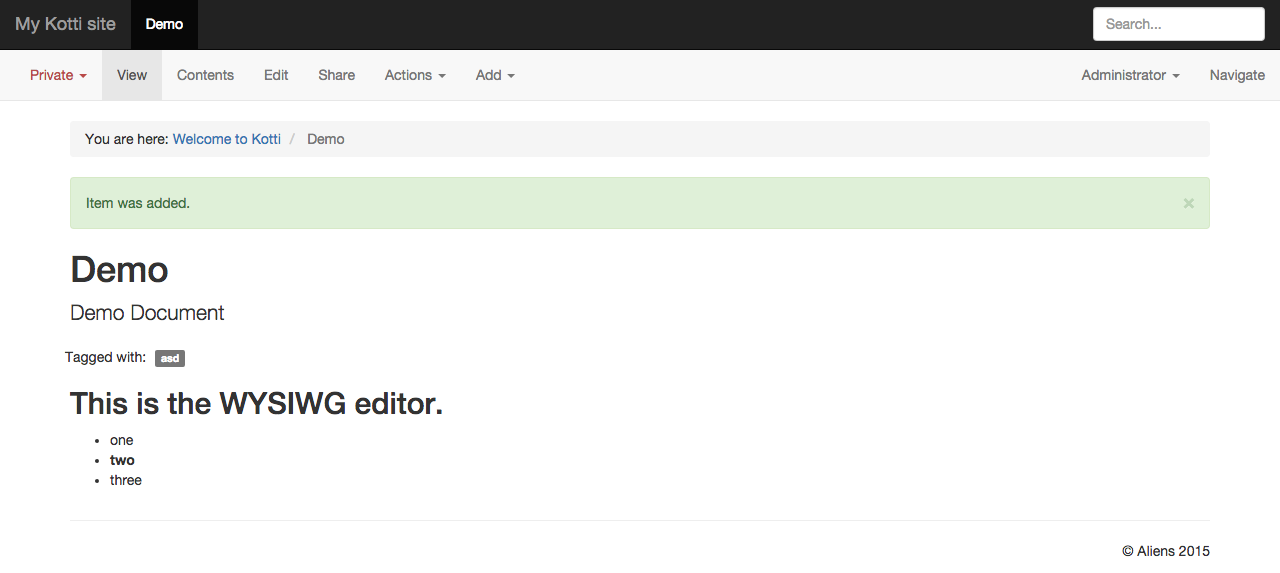 My Kotti site Demo Search...
Private View Contents Edit Share Actions Add Administrator Navigate
You are here: Welcome to Kotti / Demo
Item was added. ×
Demo
Demo Document
Tagged with: asd
This is the WYSIWG editor.
• one
• two
• three
© Aliens 2015